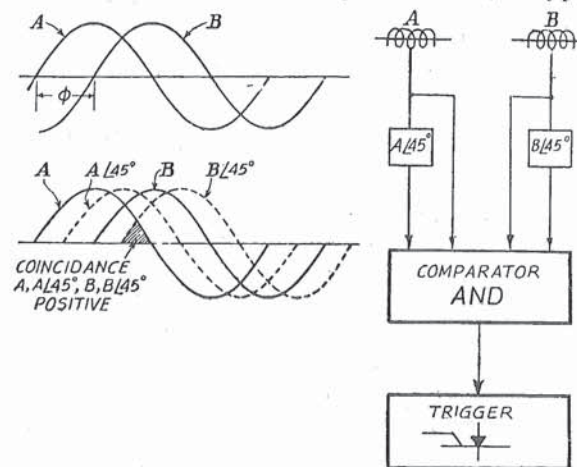 A
B
ϕ
A
A∠45°
B
B∠45°
COINCIDANCE
A, A∠45°, B, B∠45°
POSITIVE
A
B
A∠45°
B∠45°
COMPARATOR
AND
TRIGGER